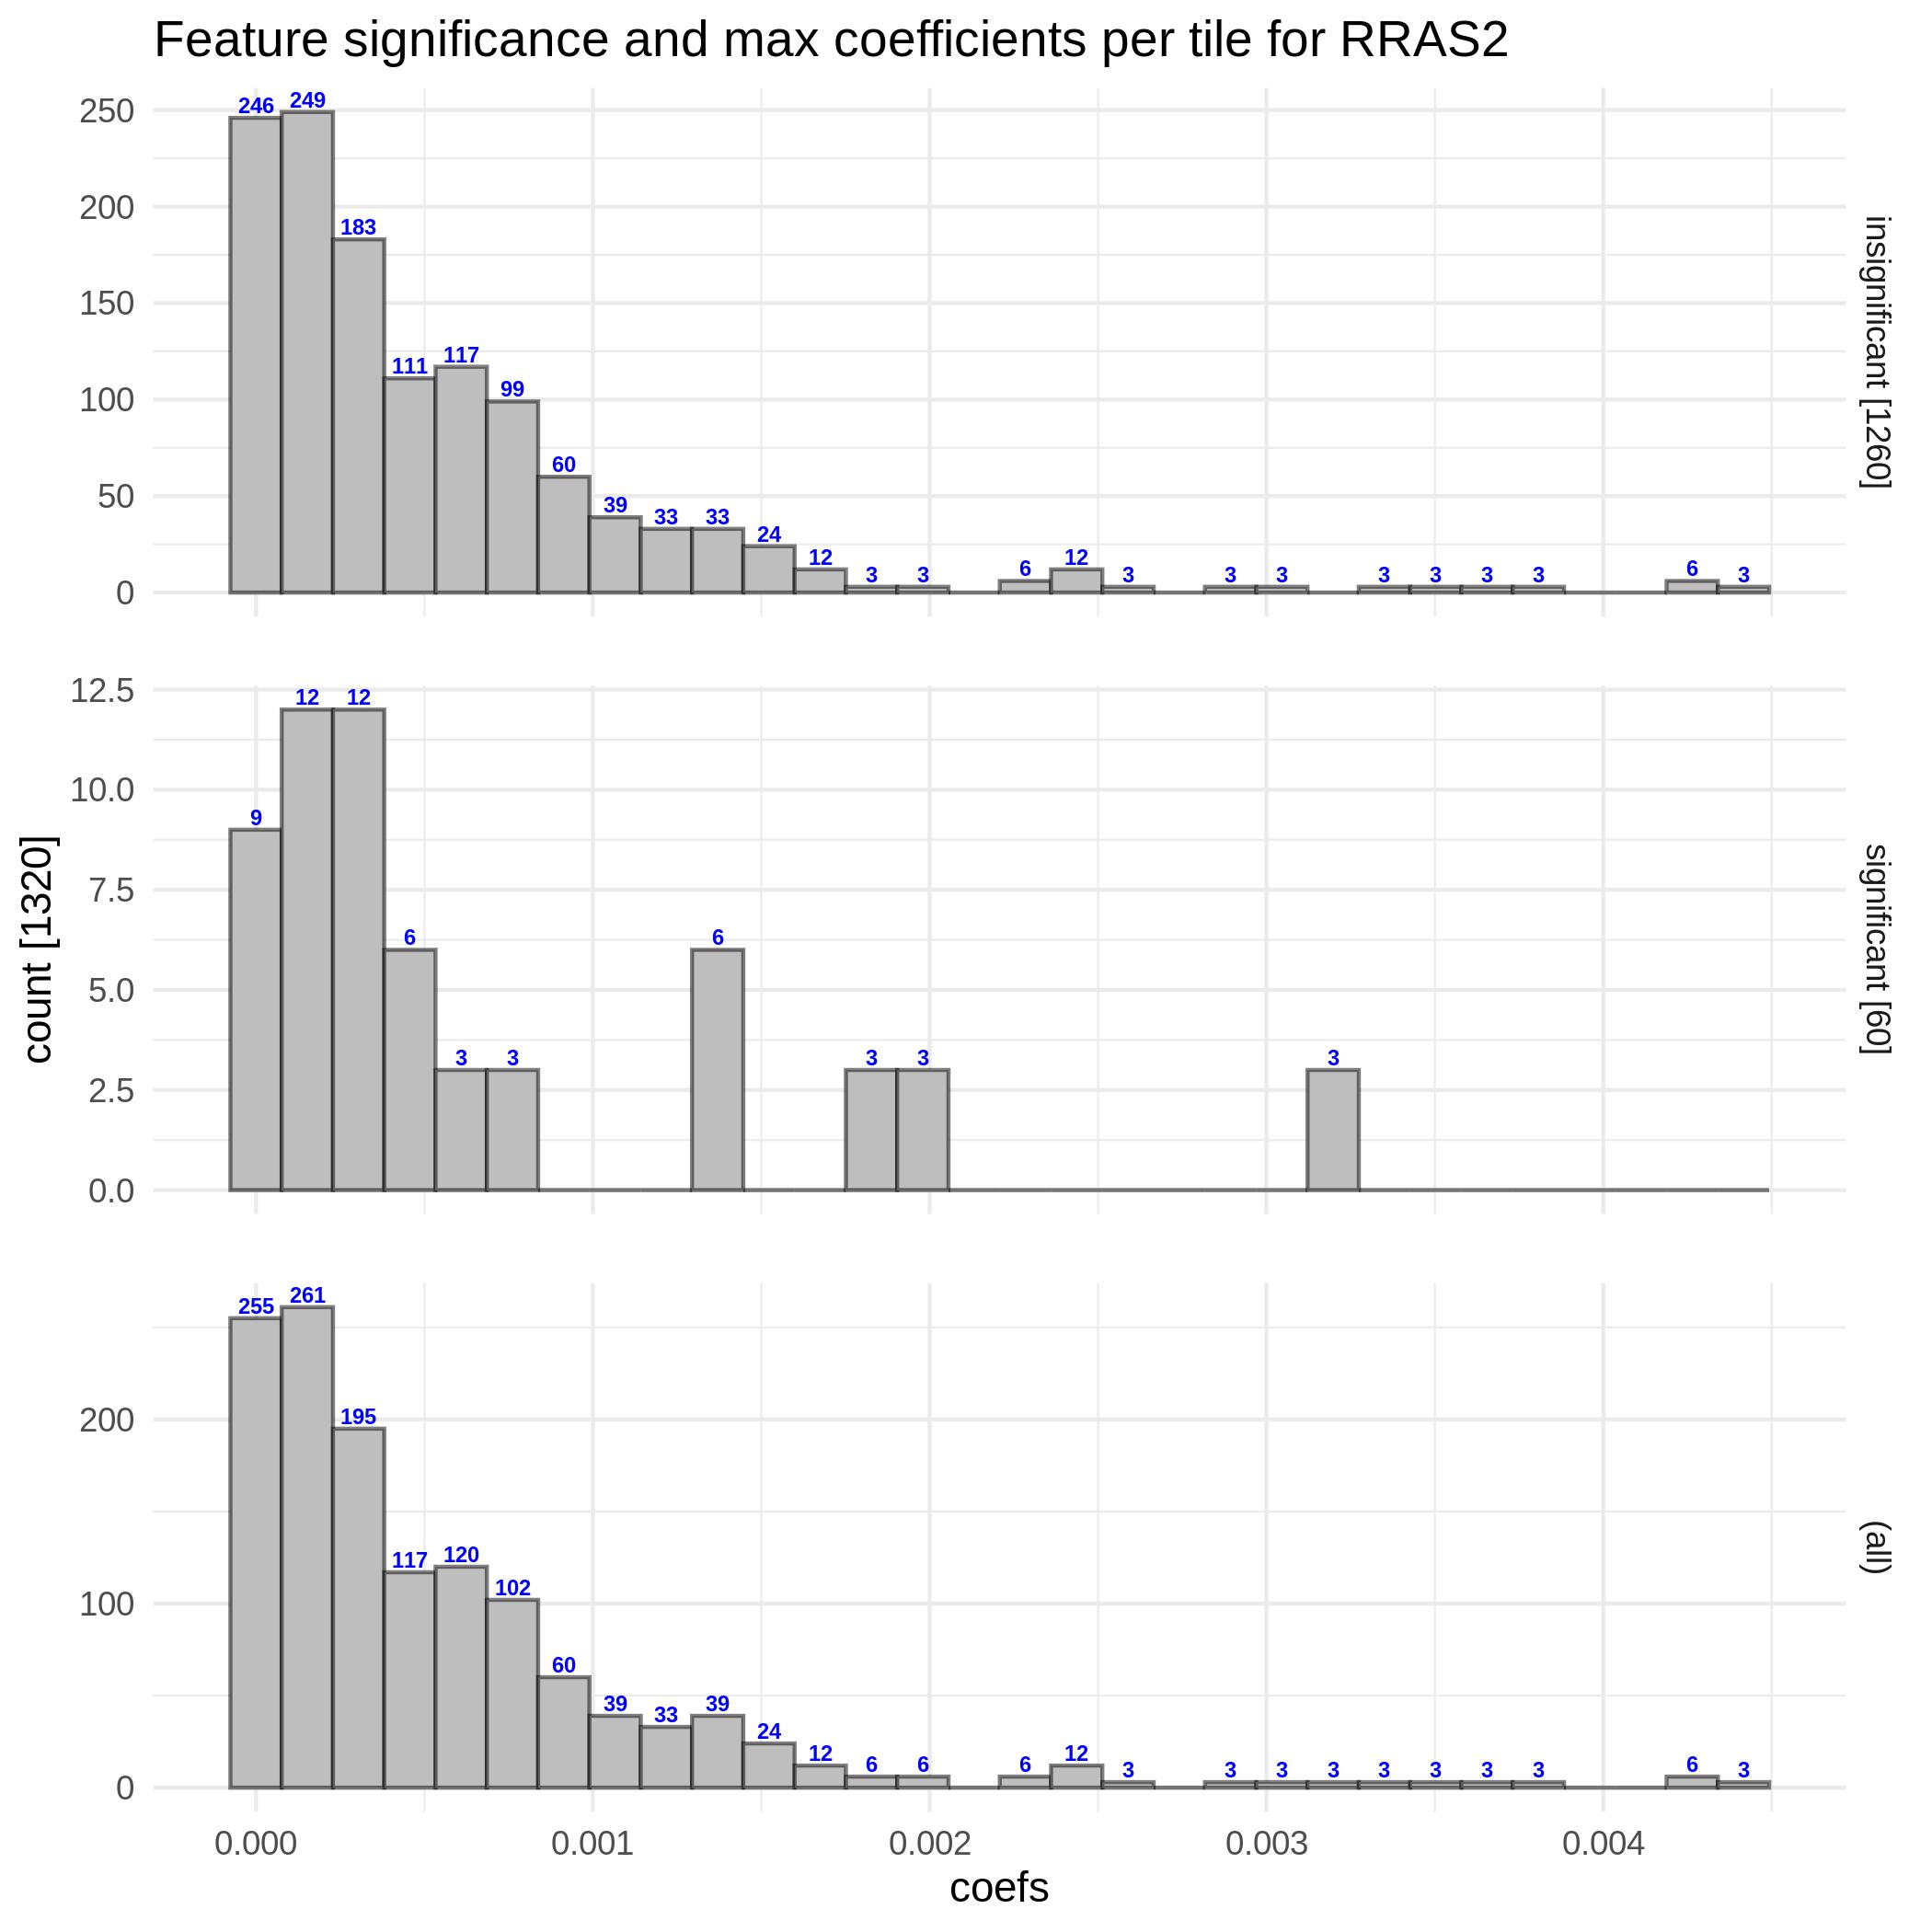 Feature significance and max coefficients per tile for RRAS2
250
200
150
100
50
0
246 249 183 111 117 99 60 39 33 33 24 12 3 3 6 12 3 3 3 3 3 3 3 6 3
insignificant [1260]
count [1320]
12.5
10.0
7.5
5.0
2.5
0.0
9 12 12 6 3 3 6 3 3 3
significant [60]
200
100
0
255 261 195 117 120 102 60 39 33 39 24 12 6 6 6 12 3 3 3 3 3 3 3 3 6 3
(all)
0.000 0.001 0.002 0.003 0.004
coefs